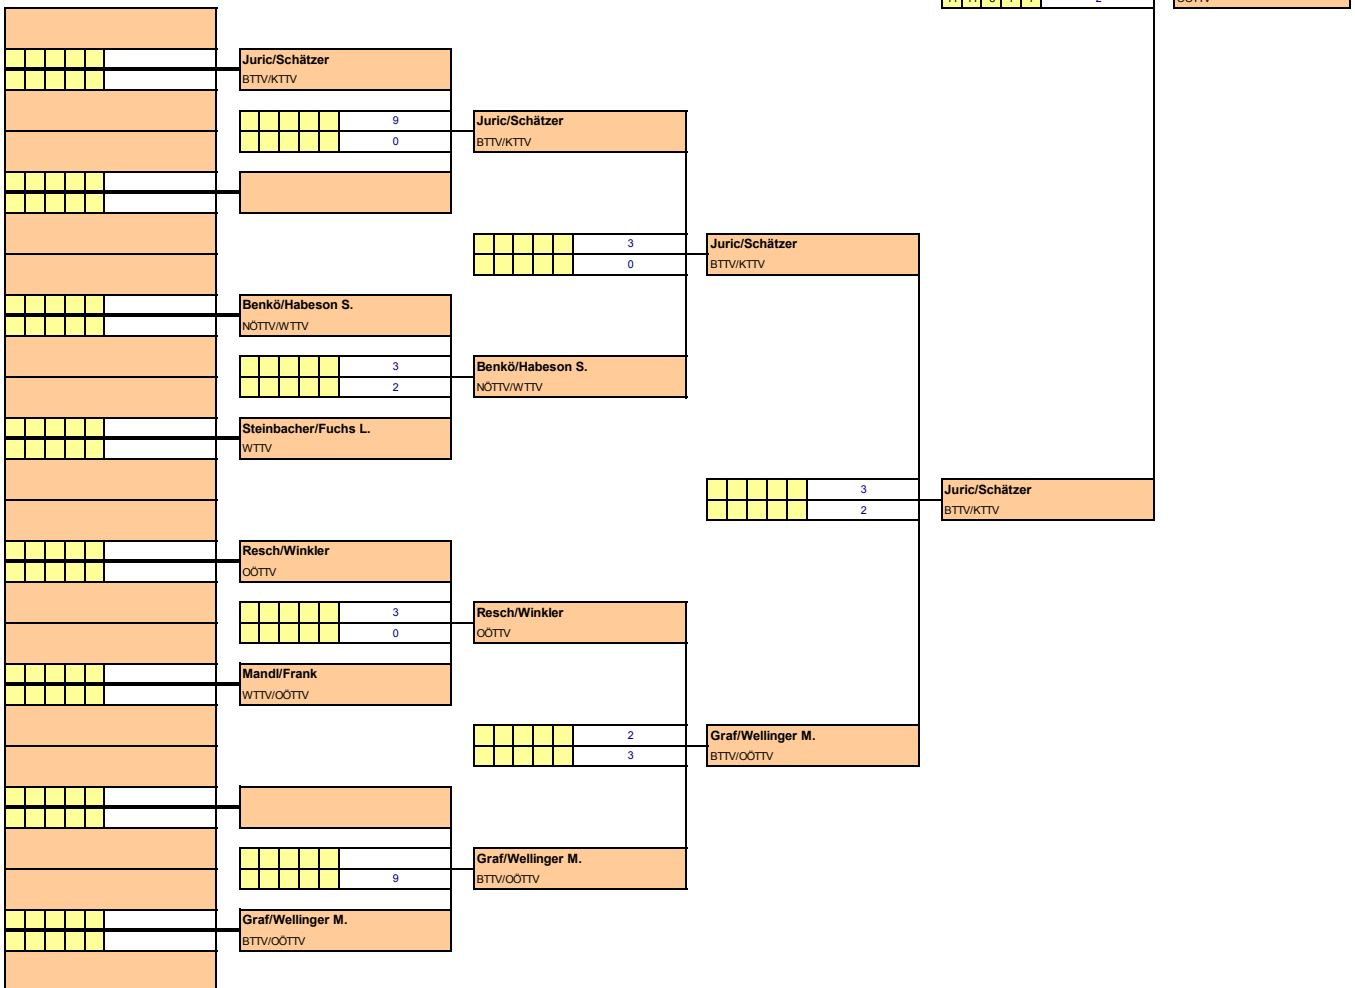 Juric/Schätzer
BTTV/KTTV
9
Juric/Schätzer
0
BTTV/KTTV
3
Juric/Schätzer
0
BTTV/KTTV
Benkö/Habeson S.
NÖTTV/WTTV
3
Benkö/Habeson S.
2
NÖTTV/WTTV
Steinbacher/Fuchs L.
WTTV
3
Juric/Schätzer
2
BTTV/KTTV
Resch/Winkler
OÖTTV
3
Resch/Winkler
0
OÖTTV
Mandl/Frank
WTTV/OÖTTV
2
Graf/Wellinger M.
3
BTTV/OÖTTV
Graf/Wellinger M.
9
BTTV/OÖTTV
Graf/Wellinger M.
BTTV/OÖTTV